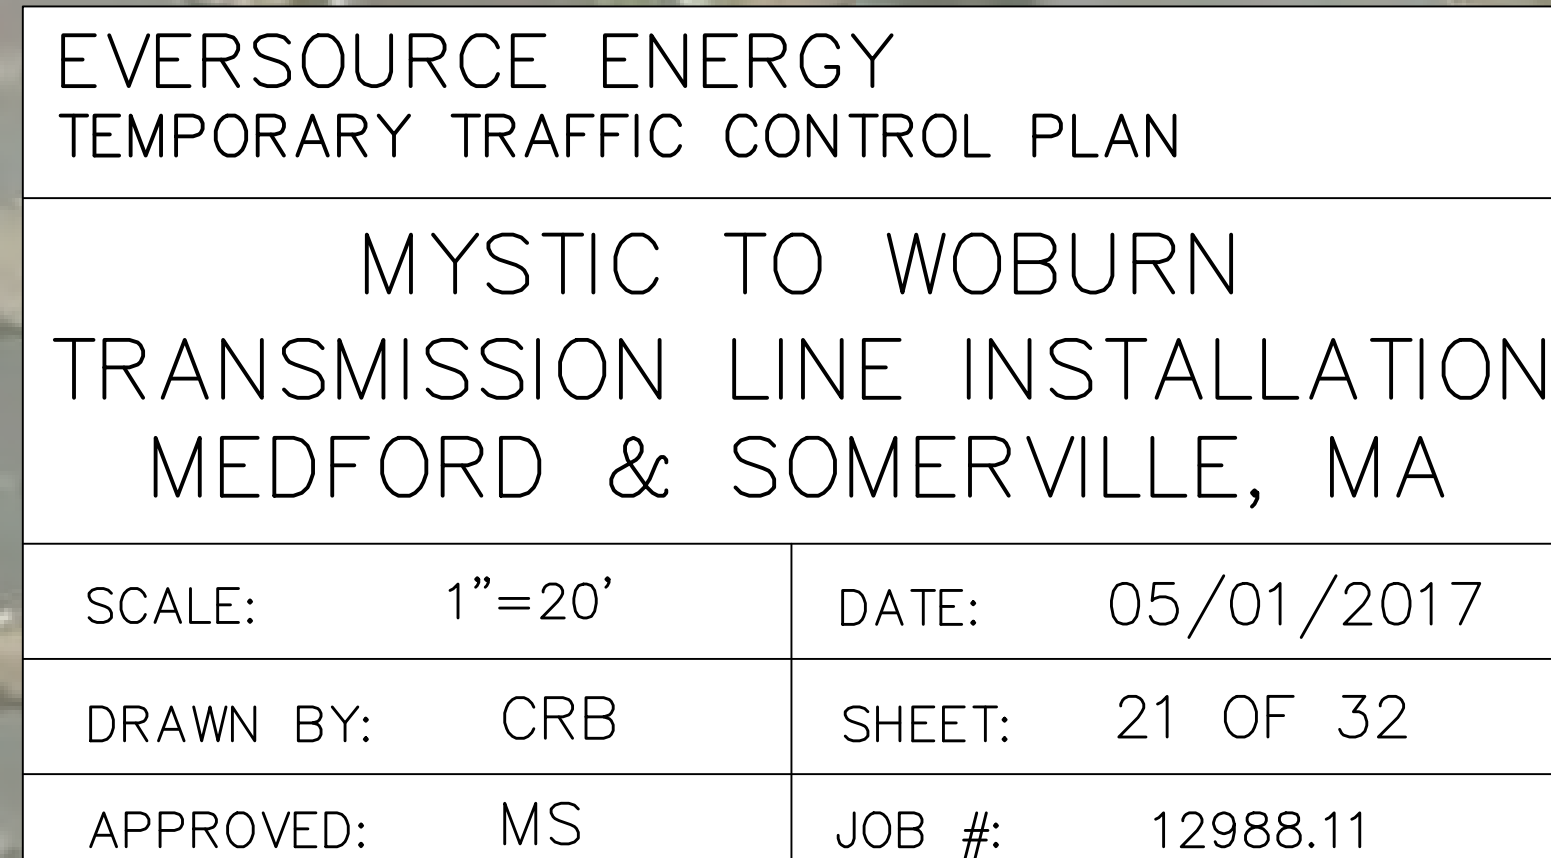 EVERSOURCE ENERGY
TEMPORARY TRAFFIC CONTROL PLAN
MYSTIC TO WOBURN
TRANSMISSION LINE INSTALLATION
MEDFORD & SOMERVILLE, MA
SCALE: 1"=20' DATE: 05/01/2017
DRAWN BY: CRB SHEET: 21 OF 32
APPROVED: MS JOB #: 12988.11